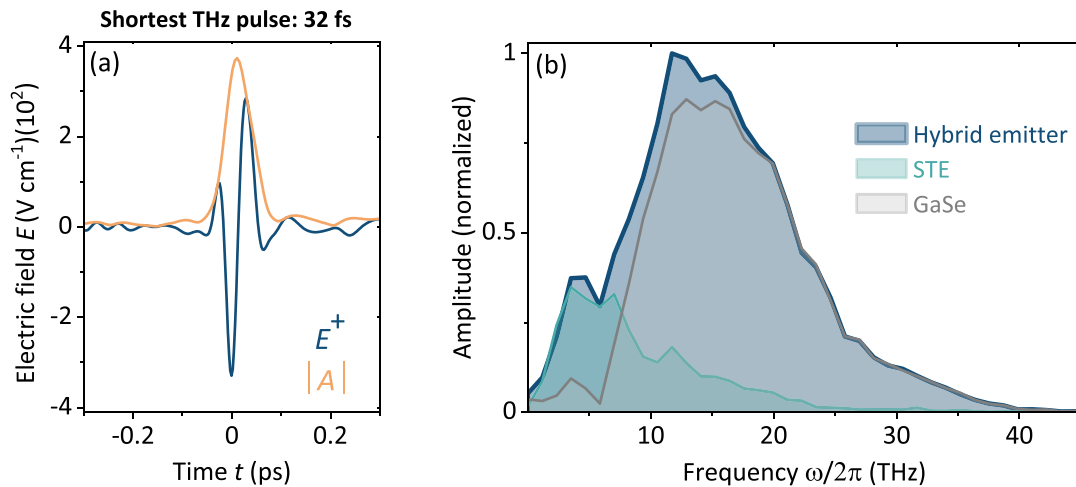 Shortest THz pulse: 32 fs
(a)
Electric field E (V cm⁻¹)(10²)
4
2
0
-2
-4
E⁺
|A|
-0.2
0
0.2
Time t (ps)
(b)
Amplitude (normalized)
1
0.5
0
Hybrid emitter
STE
GaSe
10
20
30
40
Frequency ω/2π (THz)